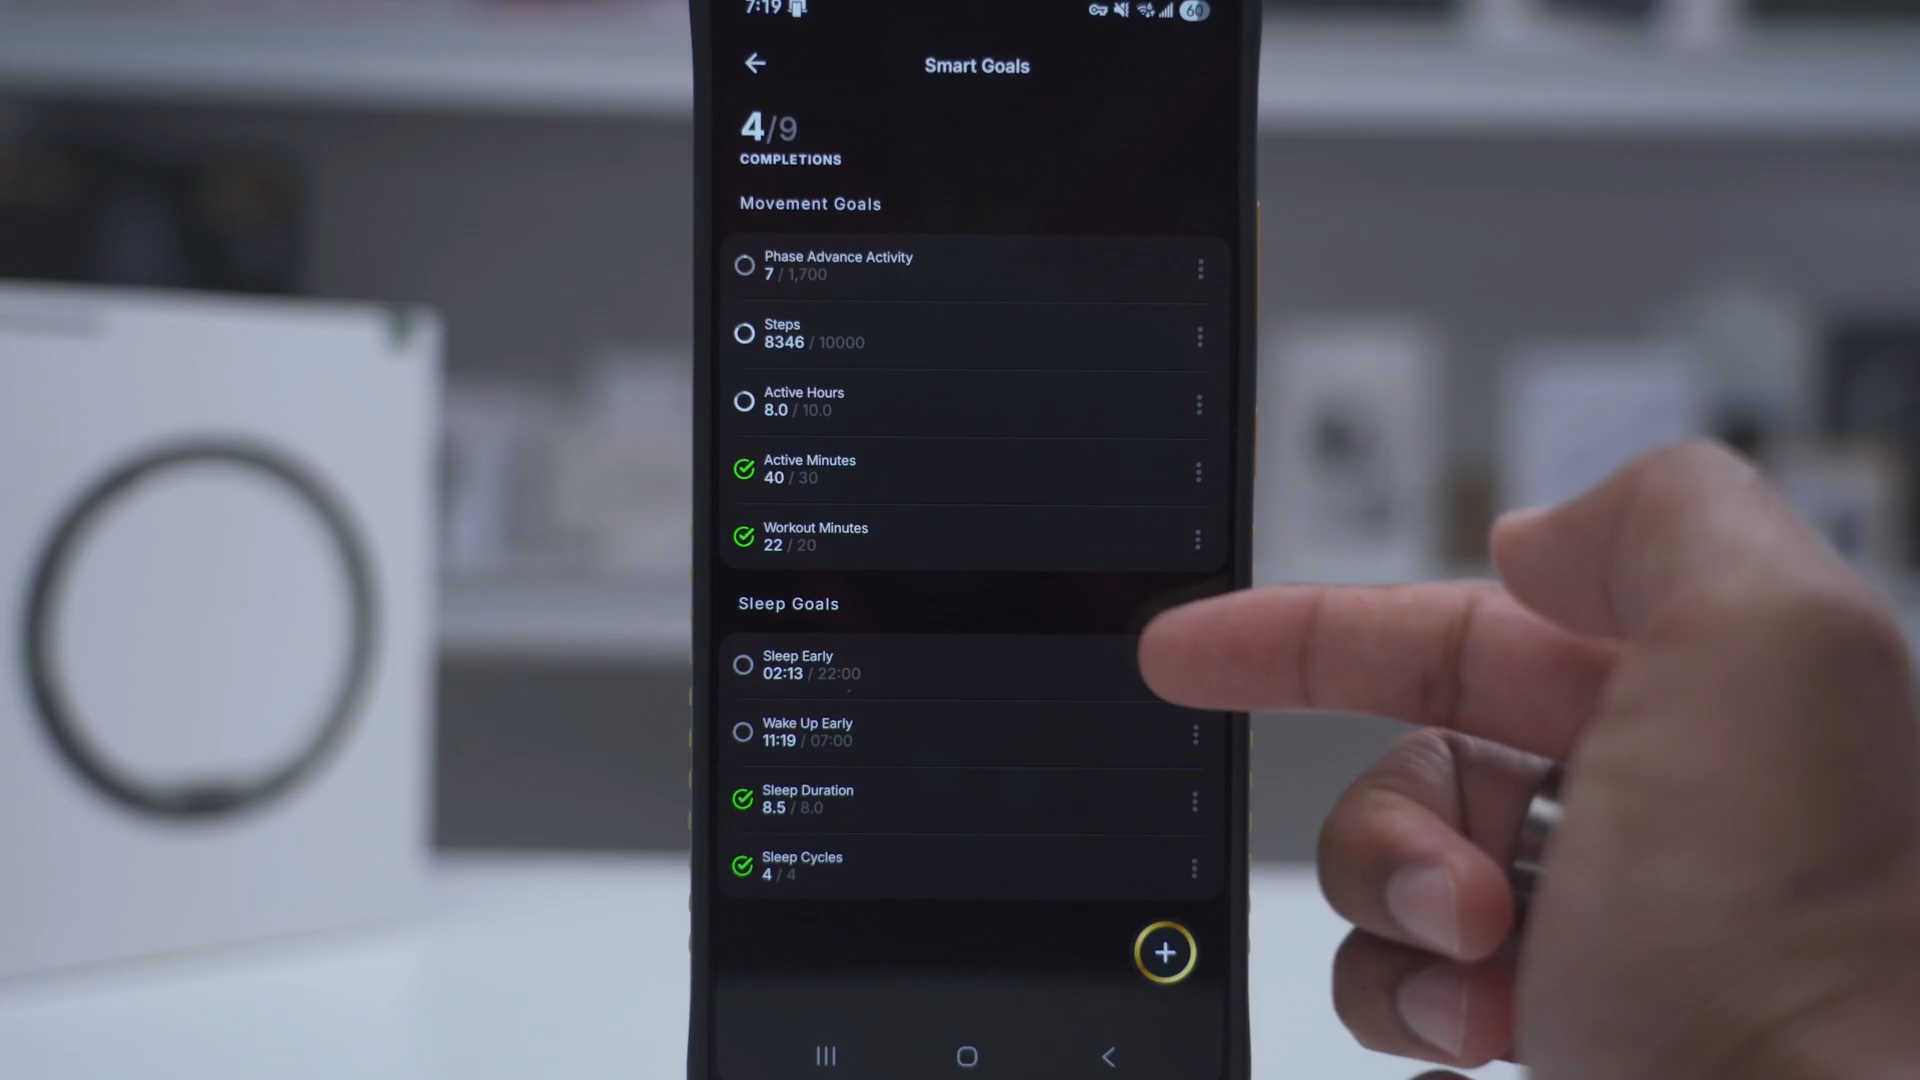 7:19
60
Smart Goals
4/9
COMPLETIONS
Movement Goals
Phase Advance Activity
7 / 1,700
Steps
8346 / 10000
Active Hours
8.0 / 10.0
Active Minutes
40 / 30
Workout Minutes
22 / 20
Sleep Goals
Sleep Early
02:13 / 22:00
Wake Up Early
11:19 / 07:00
Sleep Duration
8.5 / 8.0
Sleep Cycles
4 / 4